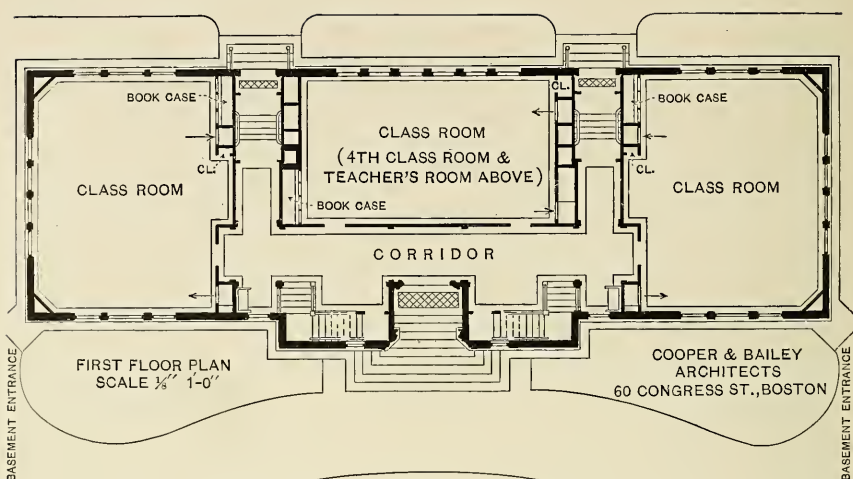 BOOK CASE
CL.
CLASS ROOM
CLASS ROOM
(4TH CLASS ROOM &
TEACHER'S ROOM ABOVE)
BOOK CASE
CL.
BOOK CASE
CL.
CLASS ROOM
CORRIDOR
FIRST FLOOR PLAN
SCALE ⅛" 1'-0"
COOPER & BAILEY
ARCHITECTS
60 CONGRESS ST., BOSTON
BASEMENT ENTRANCE
BASEMENT ENTRANCE